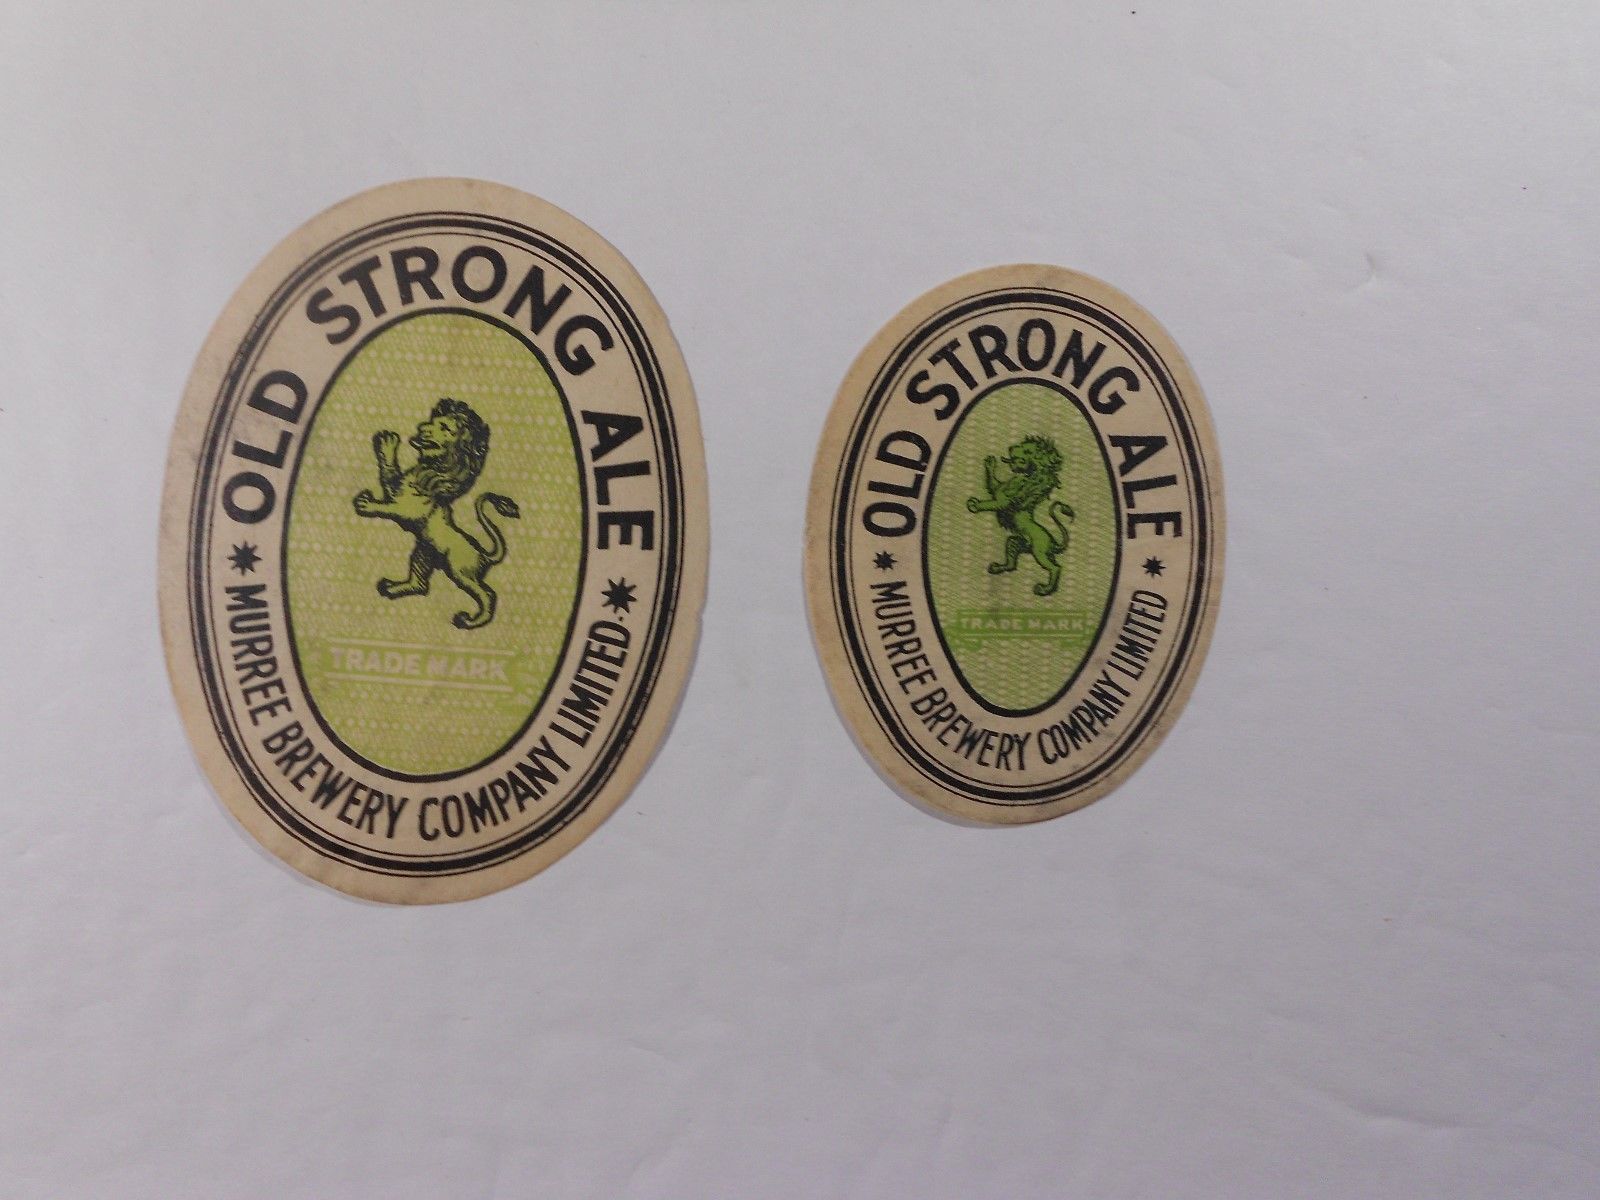 OLD STRONG ALE
TRADE MARK
MURREE BREWERY COMPANY LIMITED.
OLD STRONG ALE
TRADE MARK
MURREE BREWERY COMPANY LIMITED